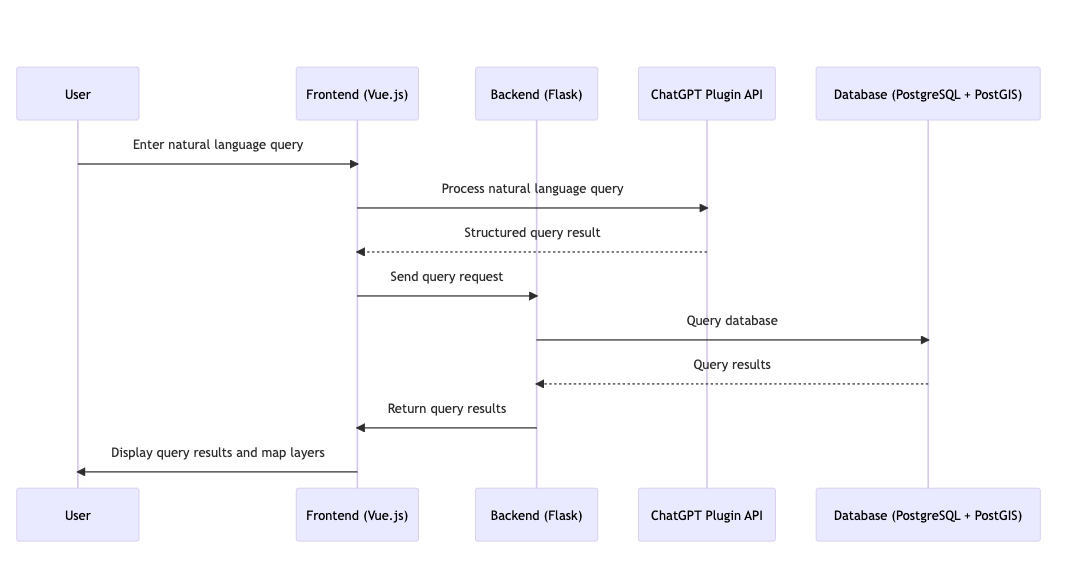 User
Frontend (Vue.js)
Backend (Flask)
ChatGPT Plugin API
Database (PostgreSQL + PostGIS)
Enter natural language query
Process natural language query
Structured query result
Send query request
Query database
Query results
Return query results
Display query results and map layers
User
Frontend (Vue.js)
Backend (Flask)
ChatGPT Plugin API
Database (PostgreSQL + PostGIS)